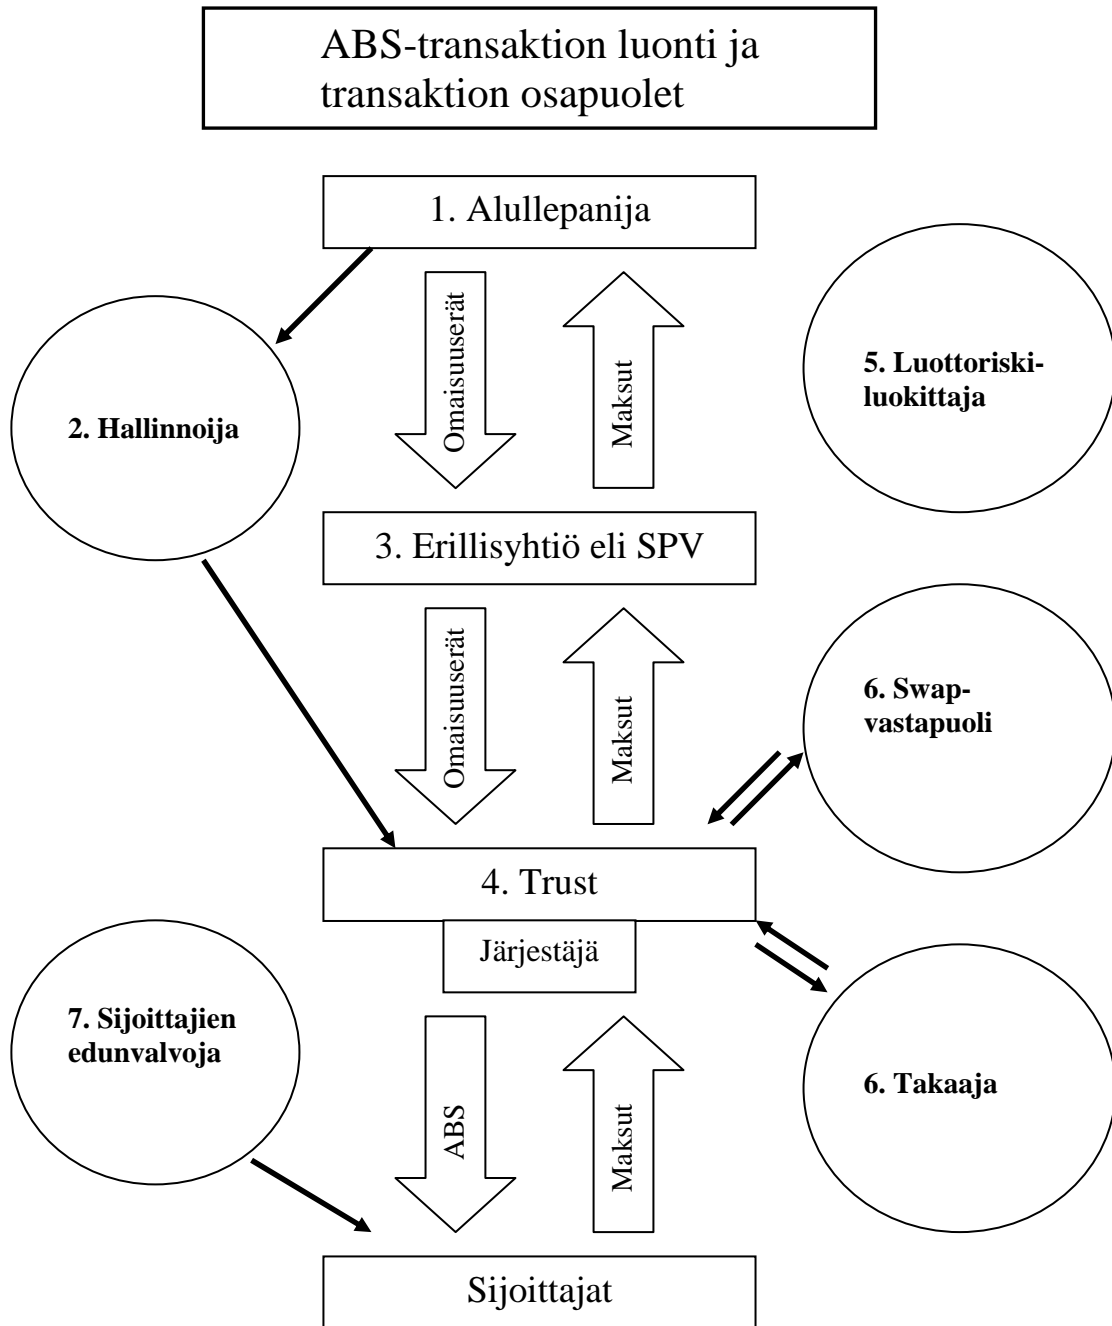 ABS-transaktion luonti ja
transaktion osapuolet
1. Alullepanija
Omaisuuserät
Maksut
5. Luottoriski-
luokittaja
2. Hallinnoija
3. Erillisyhtiö eli SPV
Omaisuuserät
Maksut
6. Swap-
vastapuoli
4. Trust
Järjestäjä
7. Sijoittajien
edunvalvoja
ABS
Maksut
6. Takaaja
Sijoittajat